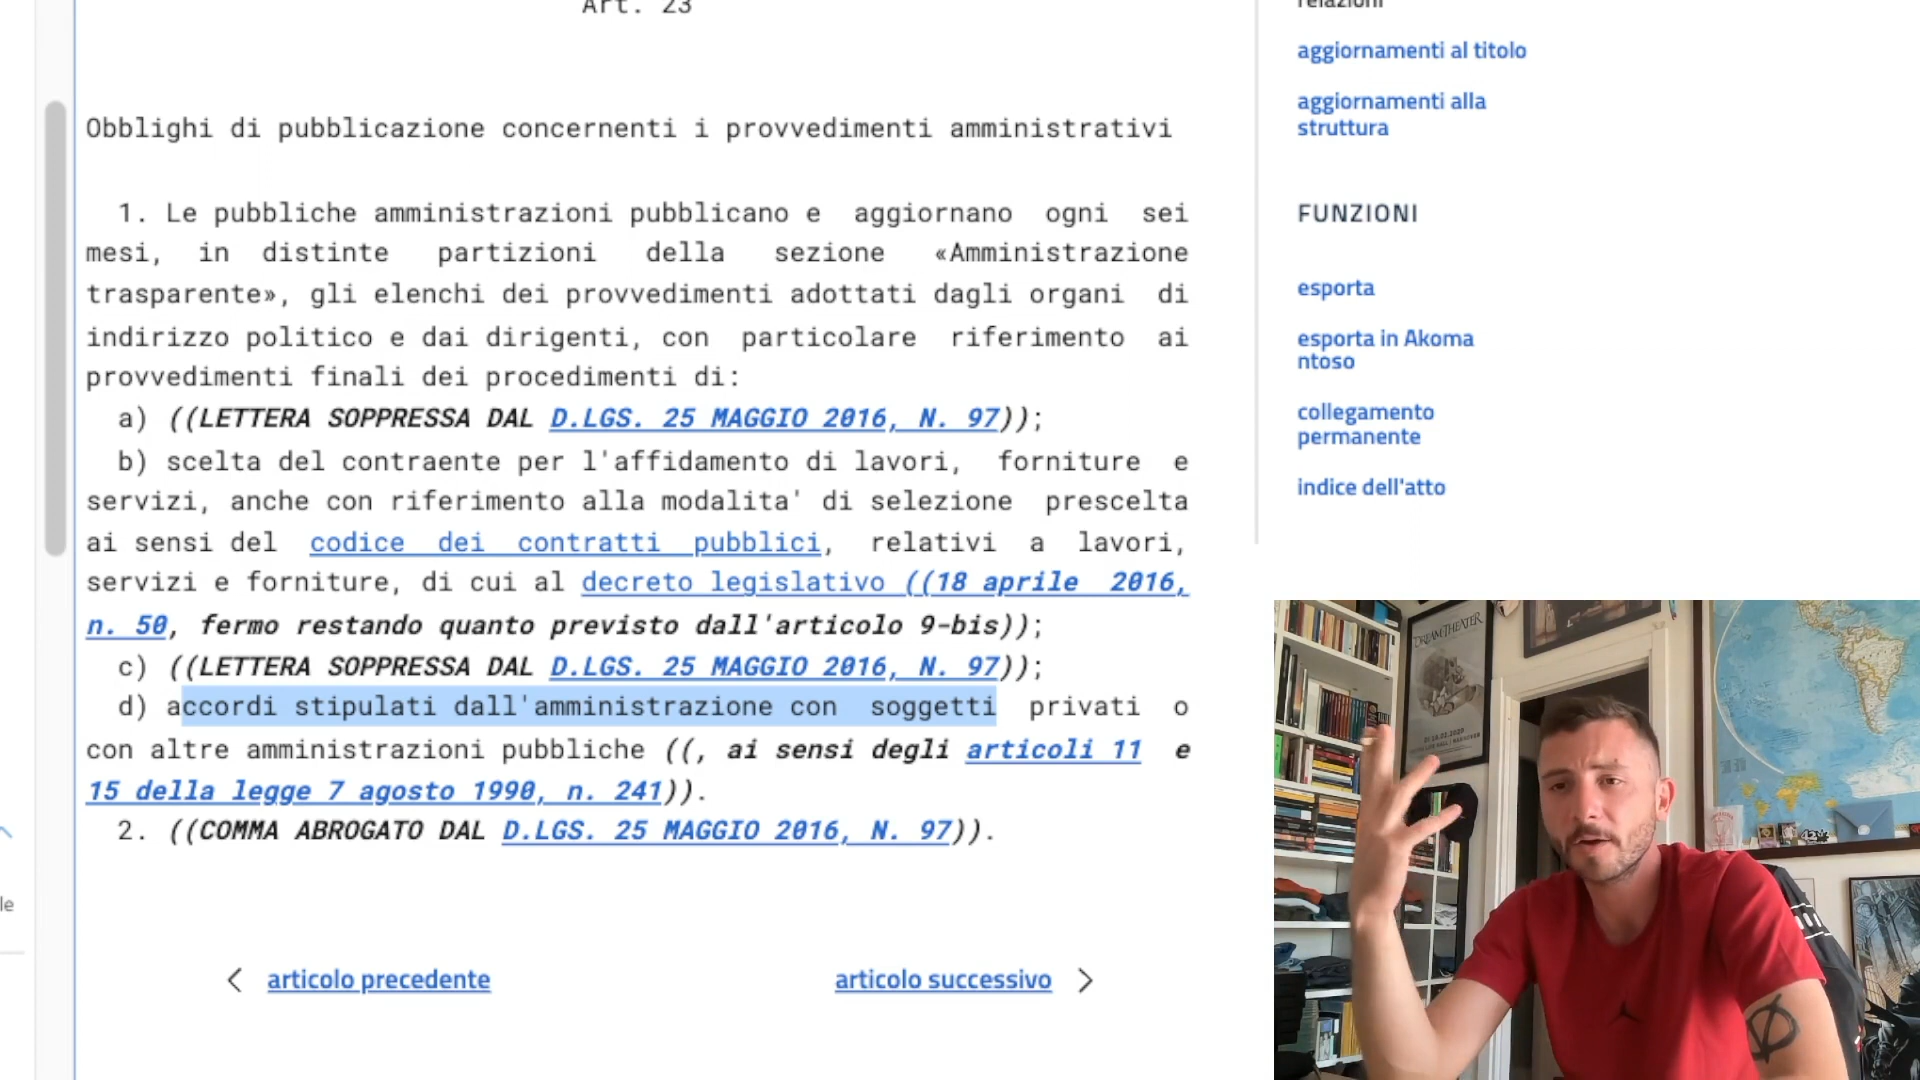 Art. 23
Obblighi di pubblicazione concernenti i provvedimenti amministrativi
1. Le pubbliche amministrazioni pubblicano e aggiornano ogni sei
mesi, in distinte partizioni della sezione «Amministrazione
trasparente», gli elenchi dei provvedimenti adottati dagli organi di
indirizzo politico e dai dirigenti, con particolare riferimento ai
provvedimenti finali dei procedimenti di:
a) ((LETTERA SOPPRESSA DAL D.LGS. 25 MAGGIO 2016, N. 97));
b) scelta del contraente per l'affidamento di lavori, forniture e
servizi, anche con riferimento alla modalita' di selezione prescelta
ai sensi del codice dei contratti pubblici, relativi a lavori,
servizi e forniture, di cui al decreto legislativo ((18 aprile 2016,
n. 50, fermo restando quanto previsto dall'articolo 9-bis));
c) ((LETTERA SOPPRESSA DAL D.LGS. 25 MAGGIO 2016, N. 97));
d) accordi stipulati dall'amministrazione con soggetti privati o
con altre amministrazioni pubbliche ((, ai sensi degli articoli 11 e
15 della legge 7 agosto 1990, n. 241)).
2. ((COMMA ABROGATO DAL D.LGS. 25 MAGGIO 2016, N. 97)).
le
articolo precedente
articolo successivo
relazioni
aggiornamenti al titolo
aggiornamenti alla
struttura
FUNZIONI
esporta
esporta in Akoma
ntoso
collegamento
permanente
indice dell'atto
DREAM THEATER